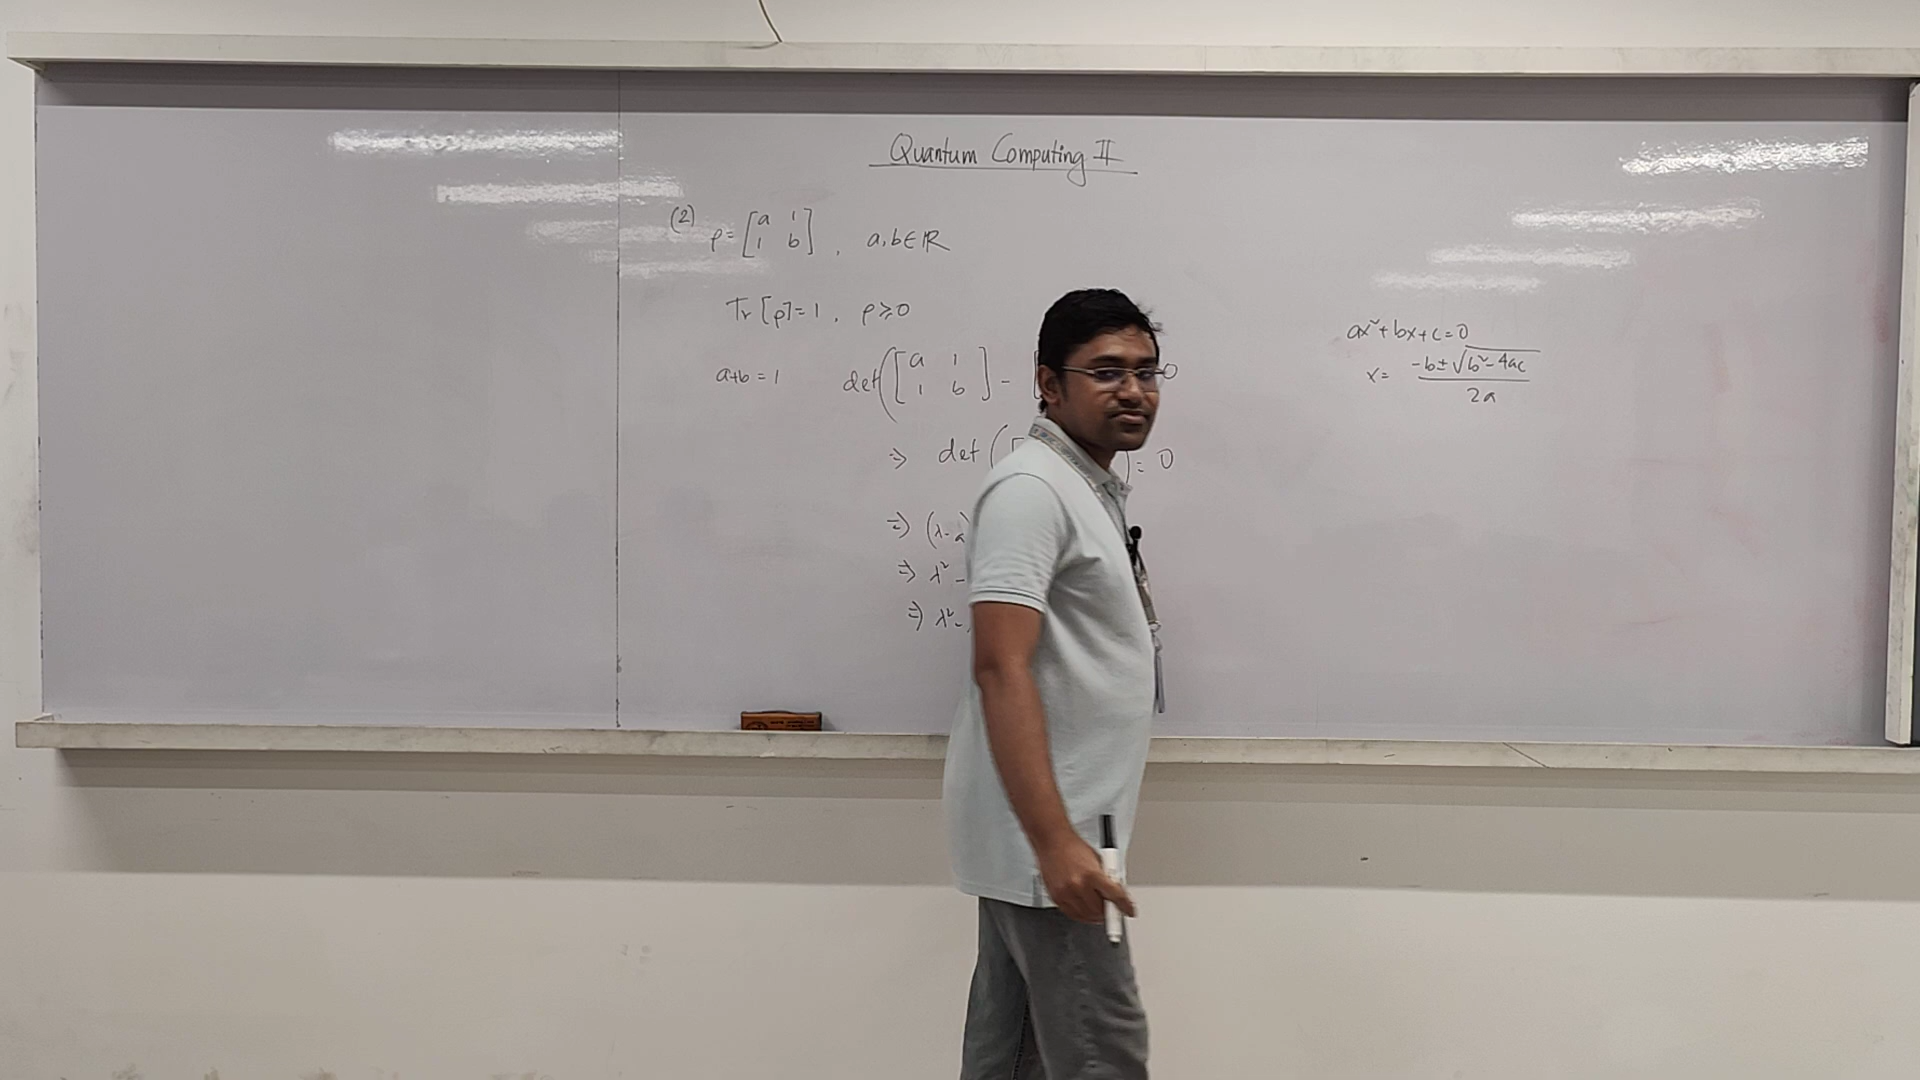 Quantum Computing II
(2) ρ = [a 1
1 b], a,b∈ℝ
Tr[ρ]=1, ρ≥0
a+b=1 det([a 1
1 b] - [ 0
⇒ det ([ ) = 0
⇒ (λ-a)
⇒ λ² -
⇒ λ² -
ax²+bx+c=0
x = -b±√b²-4ac
2a